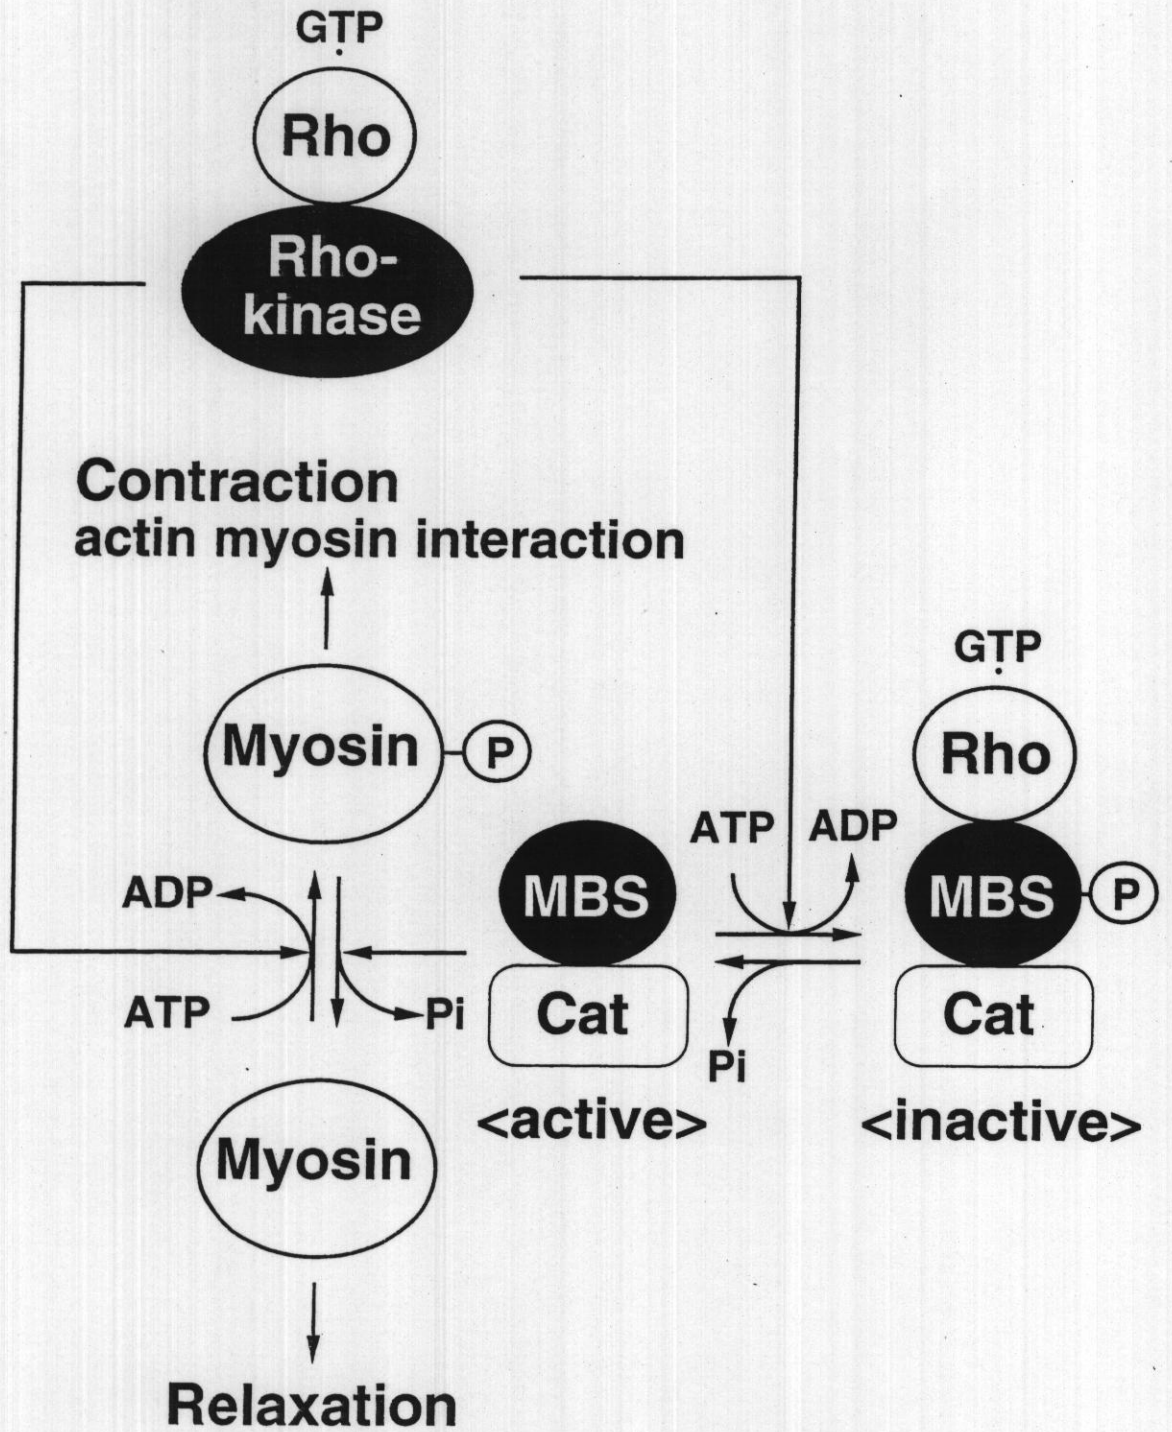 GTP
Rho
Rho-
kinase
Contraction
actin myosin interaction
GTP
Rho
Myosin
P
ATP
ADP
MBS
MBS
P
ADP
ATP
Pi
Cat
Cat
Pi
<active>
<inactive>
Myosin
Relaxation